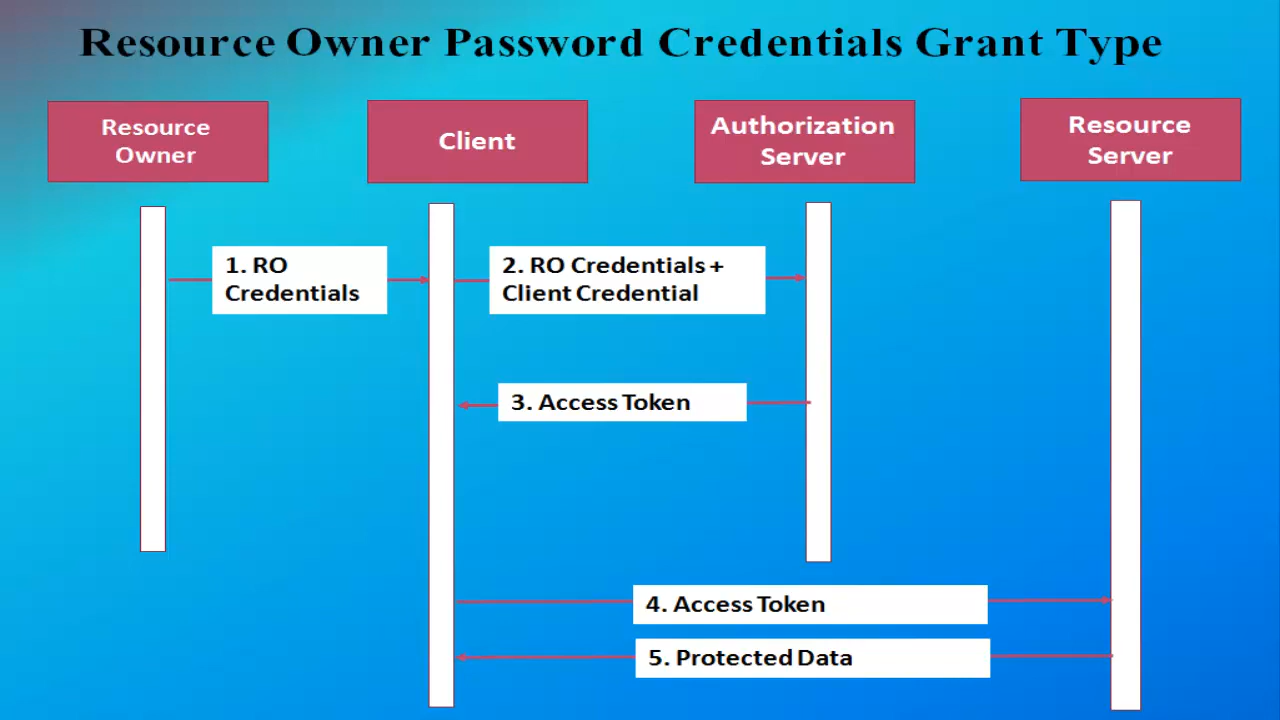 Resource Owner Password Credentials Grant Type
Resource
Owner
Client
Authorization
Server
Resource
Server
1. RO
Credentials
2. RO Credentials +
Client Credential
3. Access Token
4. Access Token
5. Protected Data